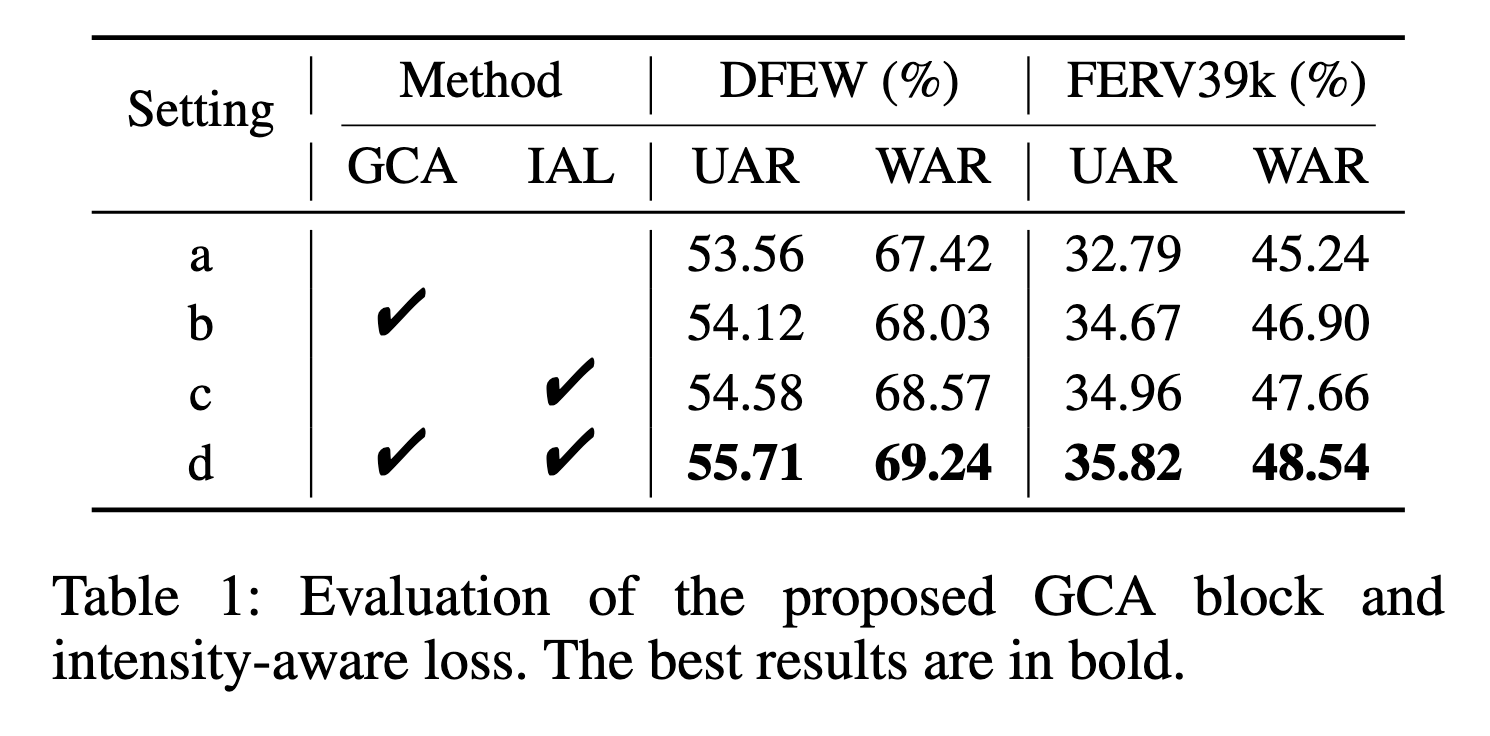 Setting Method DFEW (%) FERV39k (%)
GCA IAL UAR WAR UAR WAR
a 53.56 67.42 32.79 45.24
b ✔ 54.12 68.03 34.67 46.90
c ✔ 54.58 68.57 34.96 47.66
d ✔ ✔ 55.71 69.24 35.82 48.54
Table 1: Evaluation of the proposed GCA block and
intensity-aware loss. The best results are in bold.